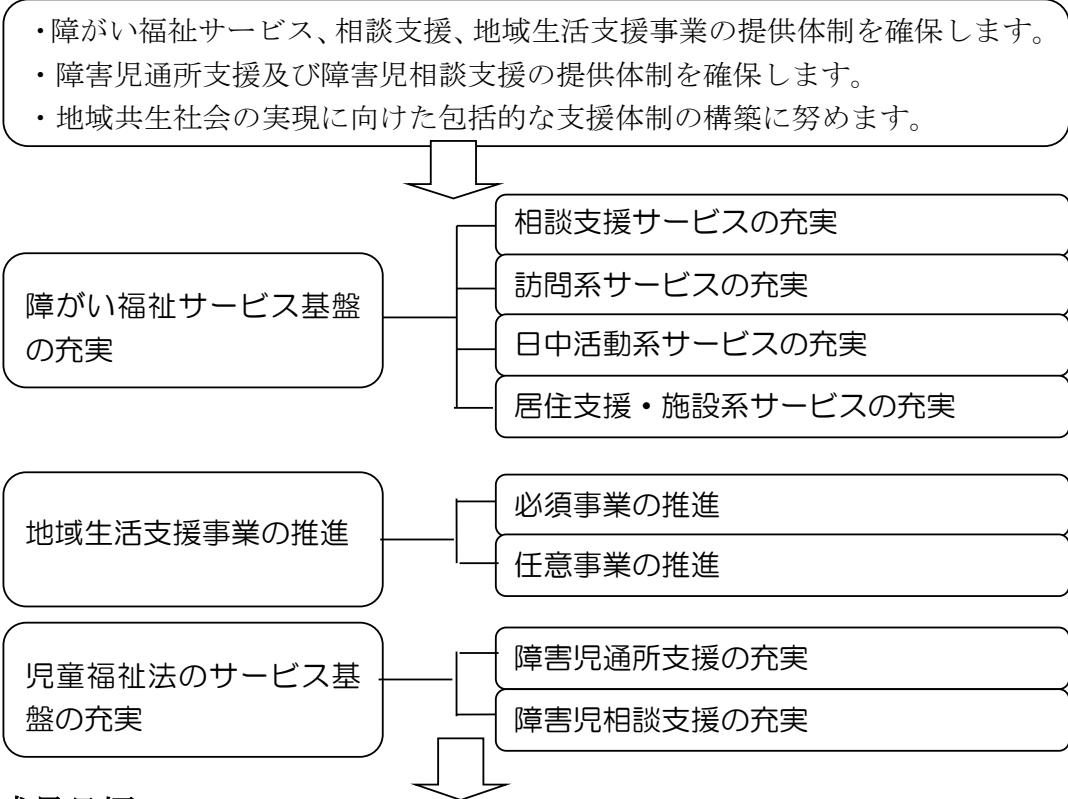 ・障がい福祉サービス、相談支援、地域生活支援事業の提供体制を確保します。
・障害児通所支援及び障害児相談支援の提供体制を確保します。
・地域共生社会の実現に向けた包括的な支援体制の構築に努めます。
障がい福祉サービス基盤
の充実
相談支援サービスの充実
訪問系サービスの充実
日中活動系サービスの充実
居住支援・施設系サービスの充実
地域生活支援事業の推進
必須事業の推進
任意事業の推進
児童福祉法のサービス基
盤の充実
障害児通所支援の充実
障害児相談支援の充実